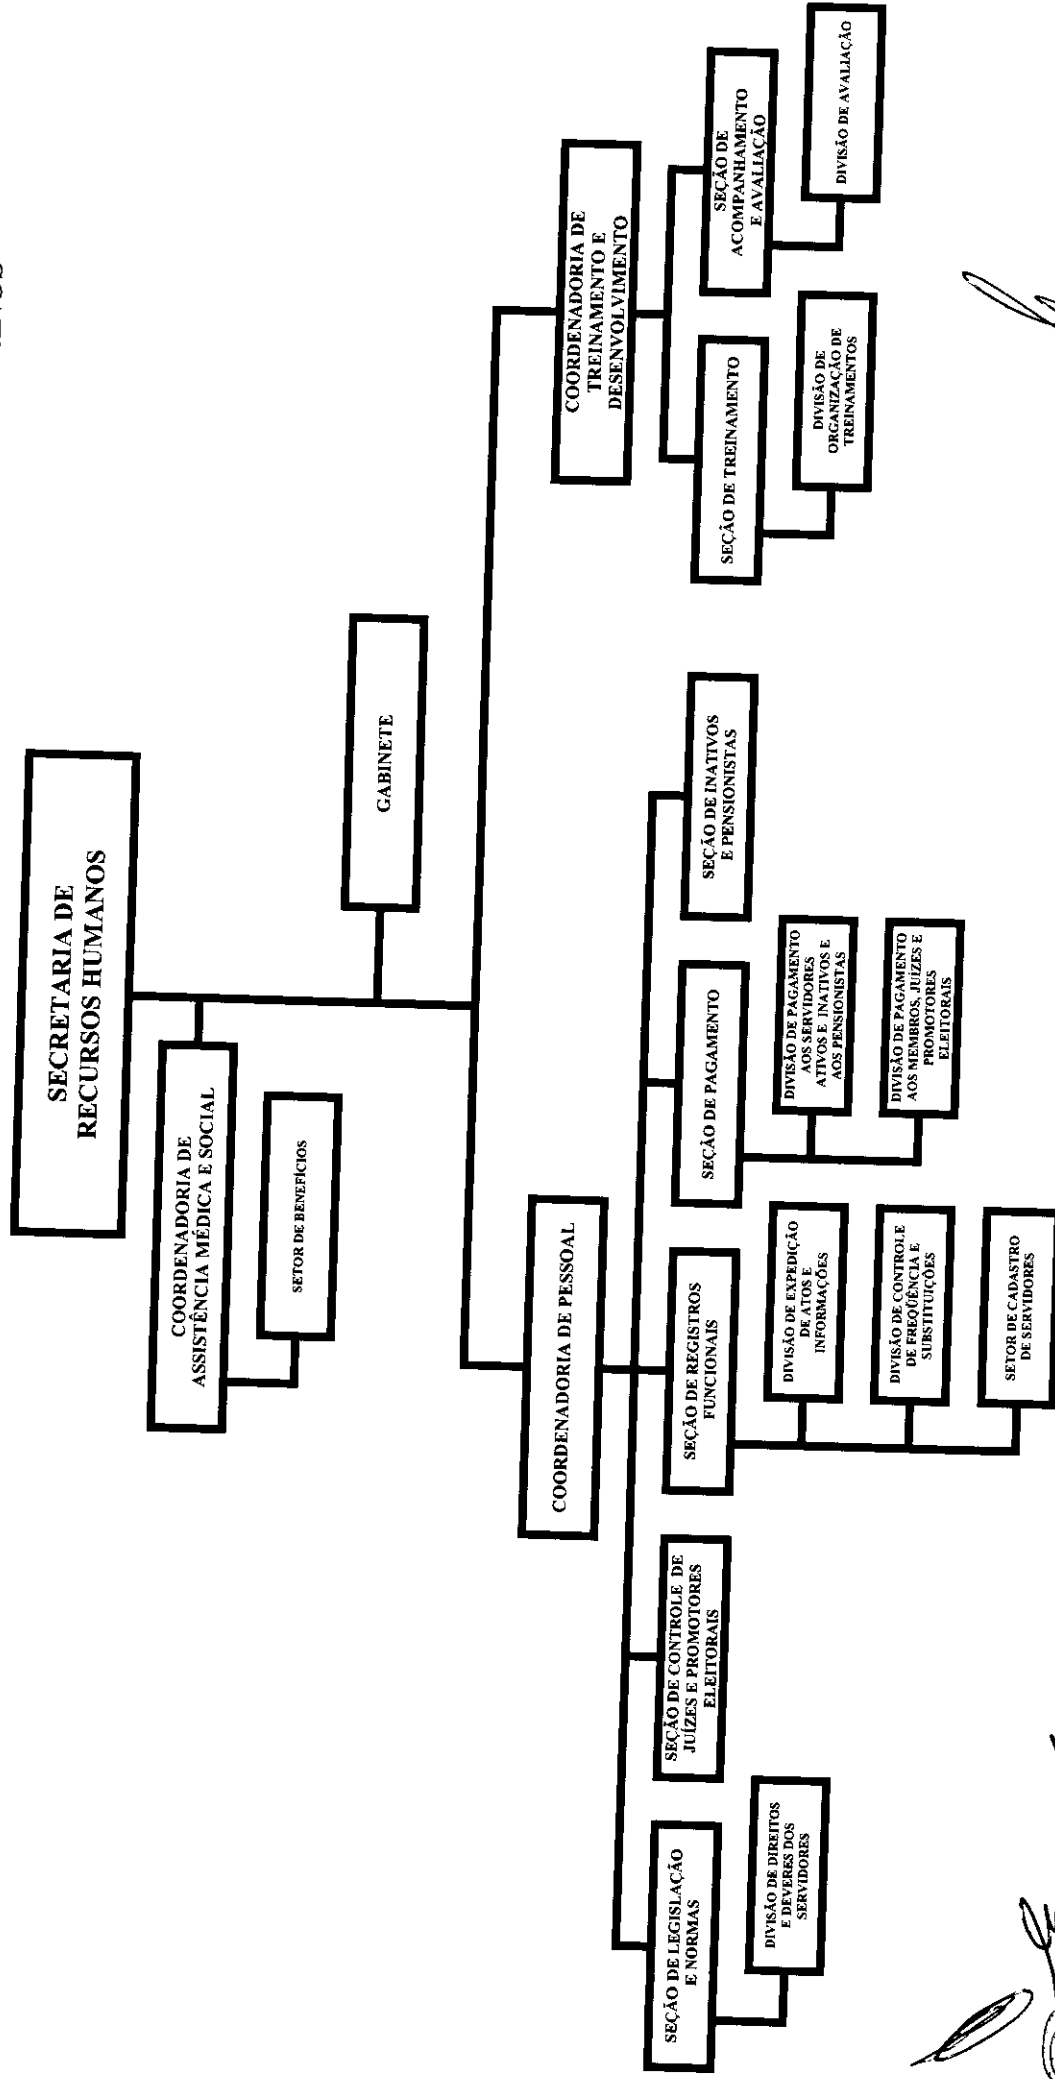 SECRETARIA DE
RECURSOS HUMANOS
COORDENADORIA DE
ASSISTÊNCIA MÉDICA E SOCIAL
SETOR DE BENEFÍCIOS
GABINETE
COORDENADORIA DE PESSOAL
COORDENADORIA DE
TREINAMENTO E
DESENVOLVIMENTO
SEÇÃO DE LEGISLAÇÃO
E NORMAS
DIVISÃO DE DIREITOS
E DEVERES DOS
SERVIDORES
SEÇÃO DE CONTROLE DE
JUÍZES E PROMOTORES
ELEITORAIS
SEÇÃO DE REGISTROS
FUNCIONAIS
DIVISÃO DE EXPEDIÇÃO
DE ATOS E
INFORMAÇÕES
DIVISÃO DE CONTROLE
DE FREQÜÊNCIA E
SUBSTITUIÇÕES
SETOR DE CADASTRO
DE SERVIDORES
SEÇÃO DE PAGAMENTO
DIVISÃO DE PAGAMENTO
AOS SERVIDORES
ATIVOS E INATIVOS E
AOS PENSIONISTAS
DIVISÃO DE PAGAMENTO
AOS MEMBROS, JUÍZES E
PROMOTORES
ELEITORAIS
SEÇÃO DE INATIVOS
E PENSIONISTAS
SEÇÃO DE TREINAMENTO
DIVISÃO DE
ORGANIZAÇÃO DE
TREINAMENTOS
SEÇÃO DE
ACOMPANHAMENTO
E AVALIAÇÃO
DIVISÃO DE AVALIAÇÃO